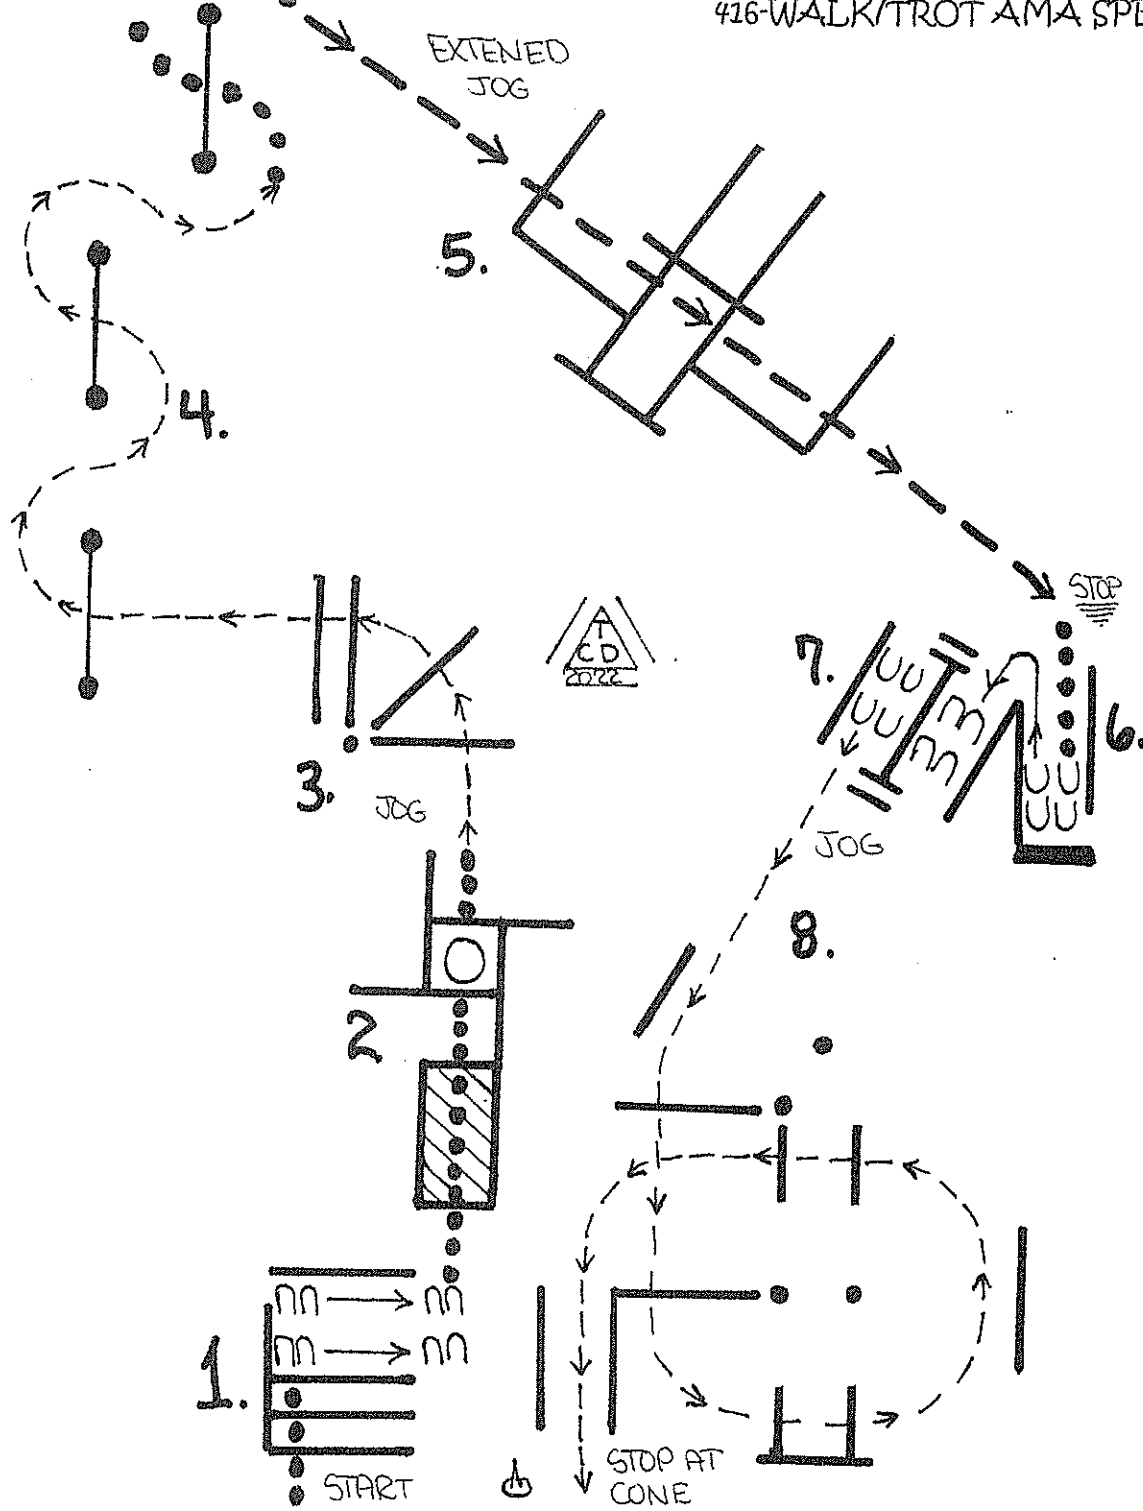 416-WALK/TROT AMA SPE
EXTENED
JOG
5.
4.
STOP
T
CD
2022
7.
6.
3.
JOG
JOG
8.
2
1.
START
STOP AT
CONE